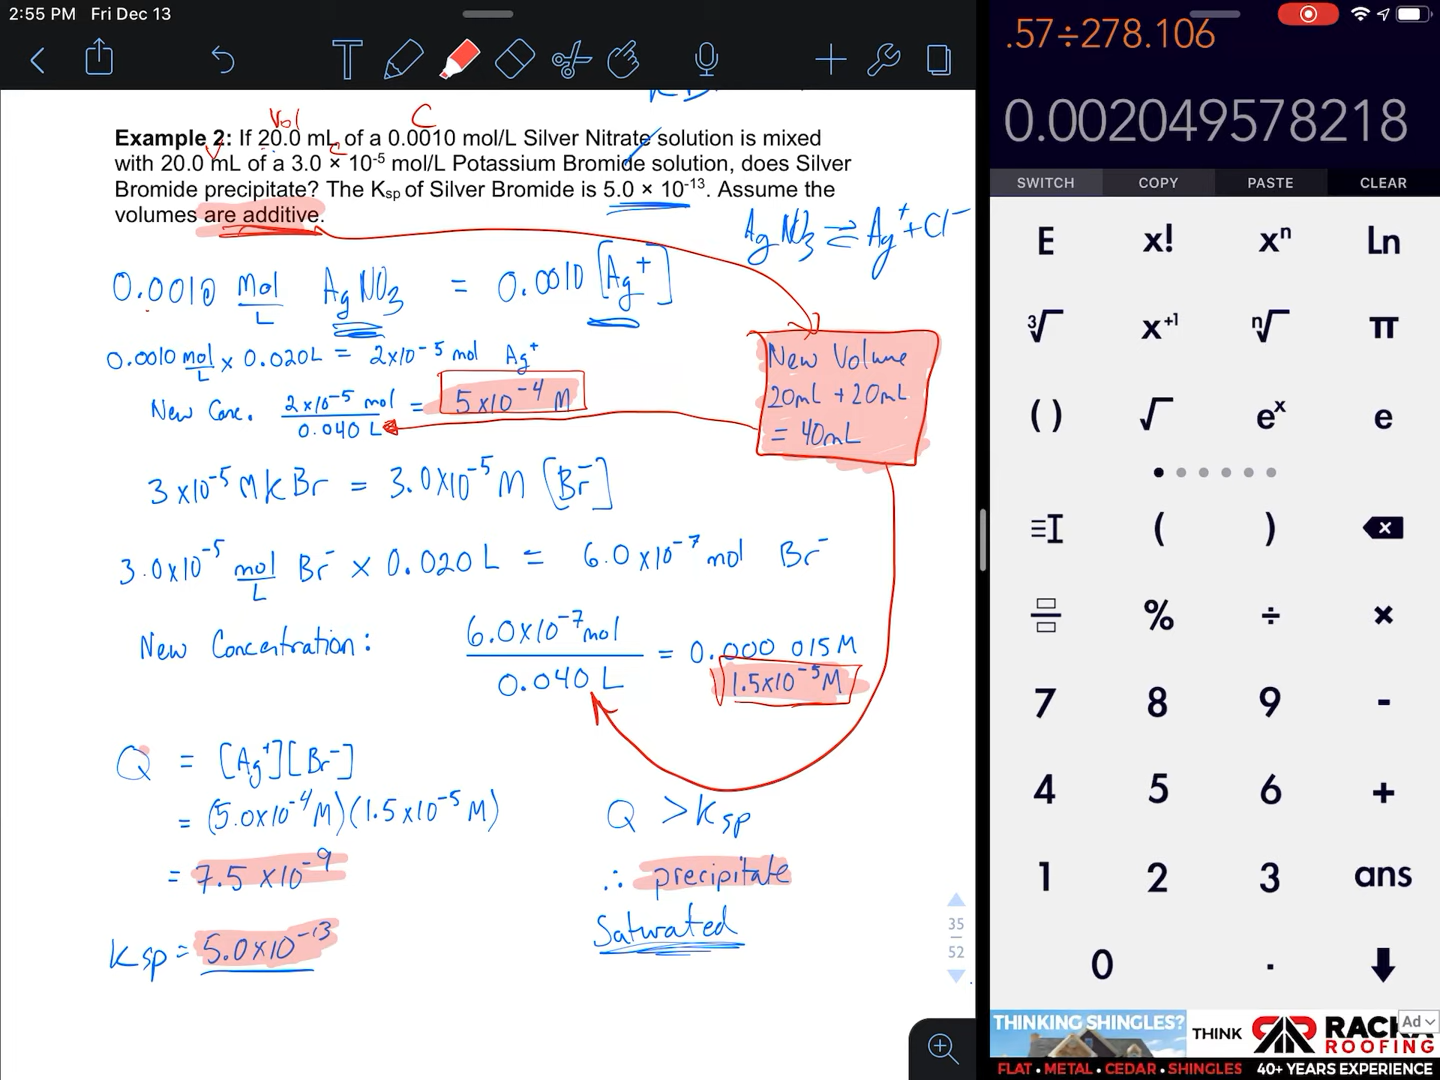 2:55 PM Fri Dec 13
.57÷278.106
0.002049578218
SWITCH COPY PASTE CLEAR
Vol C
Example 2: If 20.0 mL of a 0.0010 mol/L Silver Nitrate solution is mixed
V C
with 20.0 mL of a 3.0 × 10⁻⁵ mol/L Potassium Bromide solution, does Silver
Bromide precipitate? The Ksp of Silver Bromide is 5.0 × 10⁻¹³. Assume the
volumes are additive.
AgNO₃ ⇌ Ag⁺ + Cl⁻
0.0010 mol/L AgNO₃ = 0.0010 [Ag⁺]
0.0010 mol/L × 0.020L = 2×10⁻⁵ mol Ag⁺
New Conc. 2×10⁻⁵ mol / 0.040 L = 5×10⁻⁴ M
New Volume
20mL + 20mL
= 40mL
3×10⁻⁵ M KBr = 3.0×10⁻⁵ M [Br⁻]
3.0×10⁻⁵ mol/L Br⁻ × 0.020 L = 6.0×10⁻⁷ mol Br⁻
New Concentration: 6.0×10⁻⁷ mol / 0.040 L = 0.000 015 M
1.5×10⁻⁵ M
Q = [Ag⁺][Br⁻]
= (5.0×10⁻⁴ M)(1.5×10⁻⁵ M)
= 7.5×10⁻⁹
Ksp = 5.0×10⁻¹³
Q > Ksp
∴ precipitate
Saturated
35
52
E x! xⁿ Ln
³√ x⁺¹ ⁿ√ π
( ) √ eˣ e
( )
% ÷ ×
7 8 9 -
4 5 6 +
1 2 3 ans
0 .
THINKING SHINGLES? THINK RACKA ROOFING
Ad
FLAT • METAL • CEDAR • SHINGLES 40+ YEARS EXPERIENCE